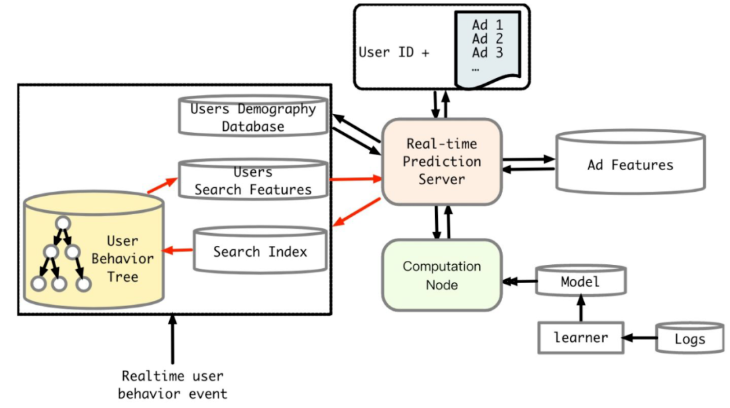 User ID +
Ad 1
Ad 2
Ad 3
…
Users Demography
Database
Real-time
Prediction
Server
Ad Features
Users
Search Features
User
Behavior
Tree
Search Index
Computation
Node
Model
learner
Logs
Realtime user
behavior event